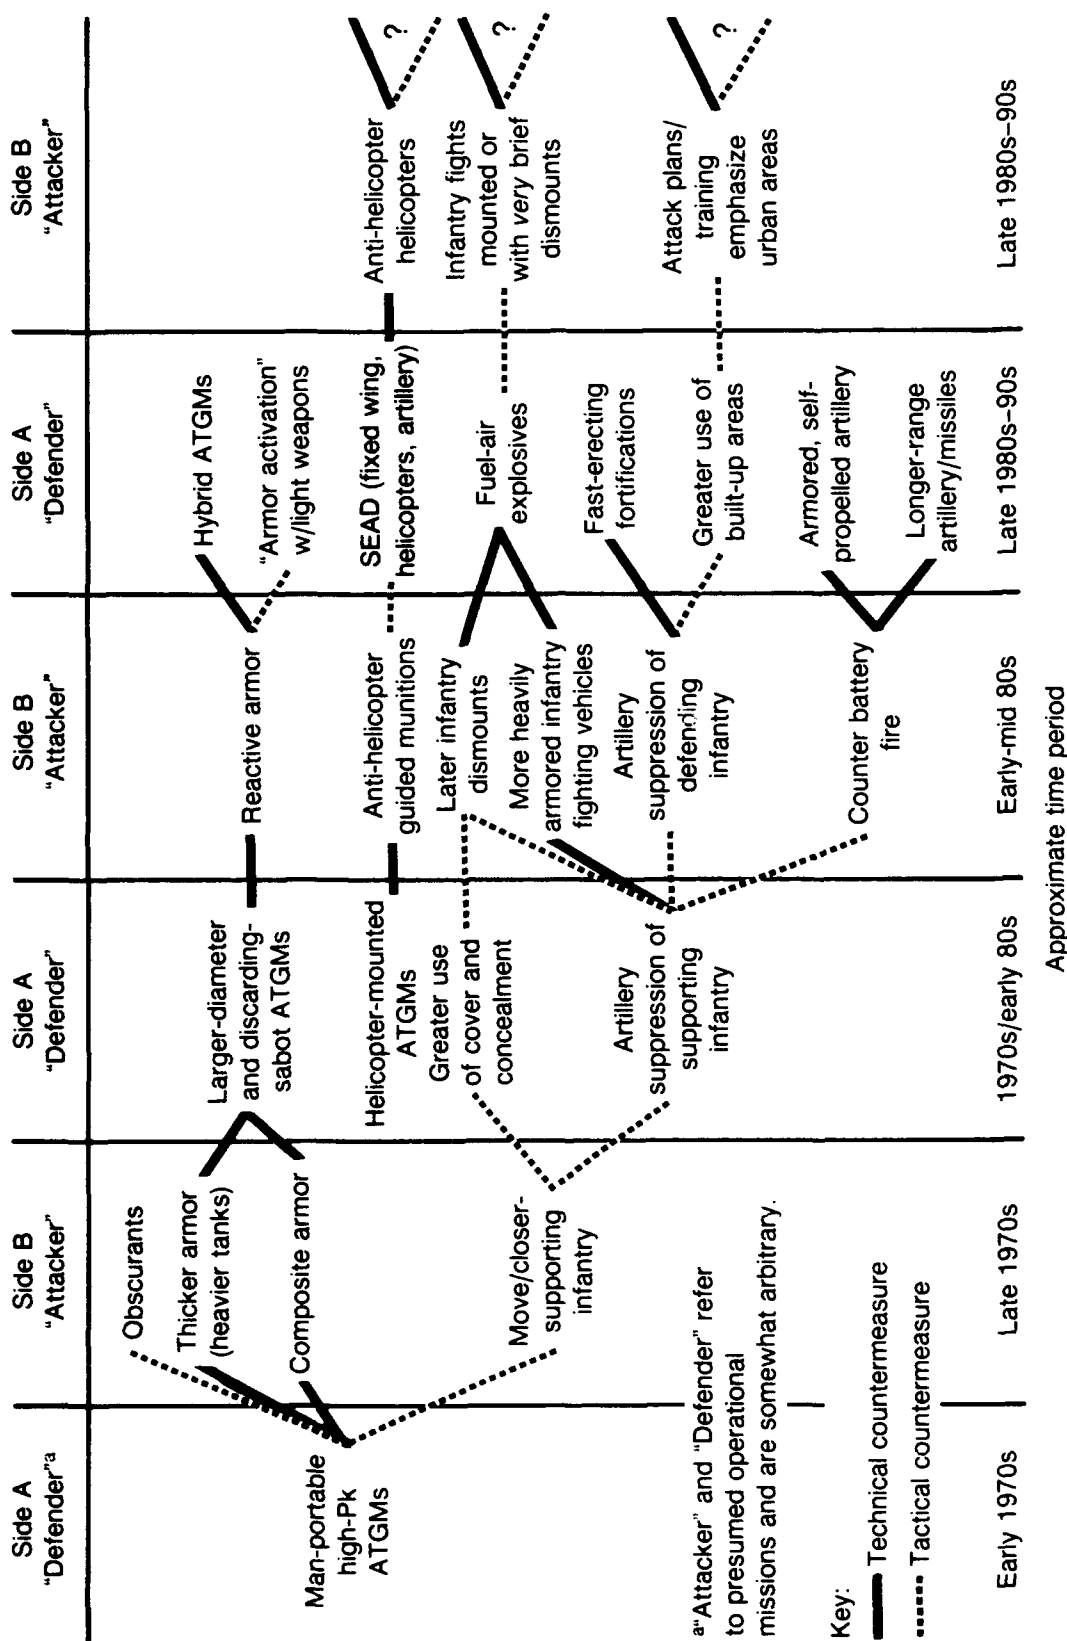 Side A
"Defender"a
Side B
"Attacker"
Side A
"Defender"
Side B
"Attacker"
Side A
"Defender"
Side B
"Attacker"
Man-portable
high-Pk
ATGMs
Obscurants
Thicker armor
(heavier tanks)
Composite armor
Move/closer-
supporting
infantry
Larger-diameter
and discarding-
sabot ATGMs
Helicopter-mounted
ATGMs
Greater use
of cover and
concealment
Artillery
suppression of
supporting
infantry
Reactive armor
Anti-helicopter
guided munitions
Later infantry
dismounts
More heavily
armored infantry
fighting vehicles
Artillery
suppression of
defending
infantry
Counter battery
fire
Hybrid ATGMs
"Armor activation"
w/light weapons
SEAD (fixed wing,
helicopters, artillery)
Fuel-air
explosives
Fast-erecting
fortifications
Greater use of
built-up areas
Armored, self-
propelled artillery
Longer-range
artillery/missiles
Anti-helicopter
helicopters
Infantry fights
mounted or
with very brief
dismounts
Attack plans/
training
emphasize
urban areas
?
?
?
a"Attacker" and "Defender" refer
to presumed operational
missions and are somewhat arbitrary.
Key:
Technical countermeasure
Tactical countermeasure
Early 1970s
Late 1970s
1970s/early 80s
Early-mid 80s
Late 1980s-90s
Late 1980s-90s
Approximate time period